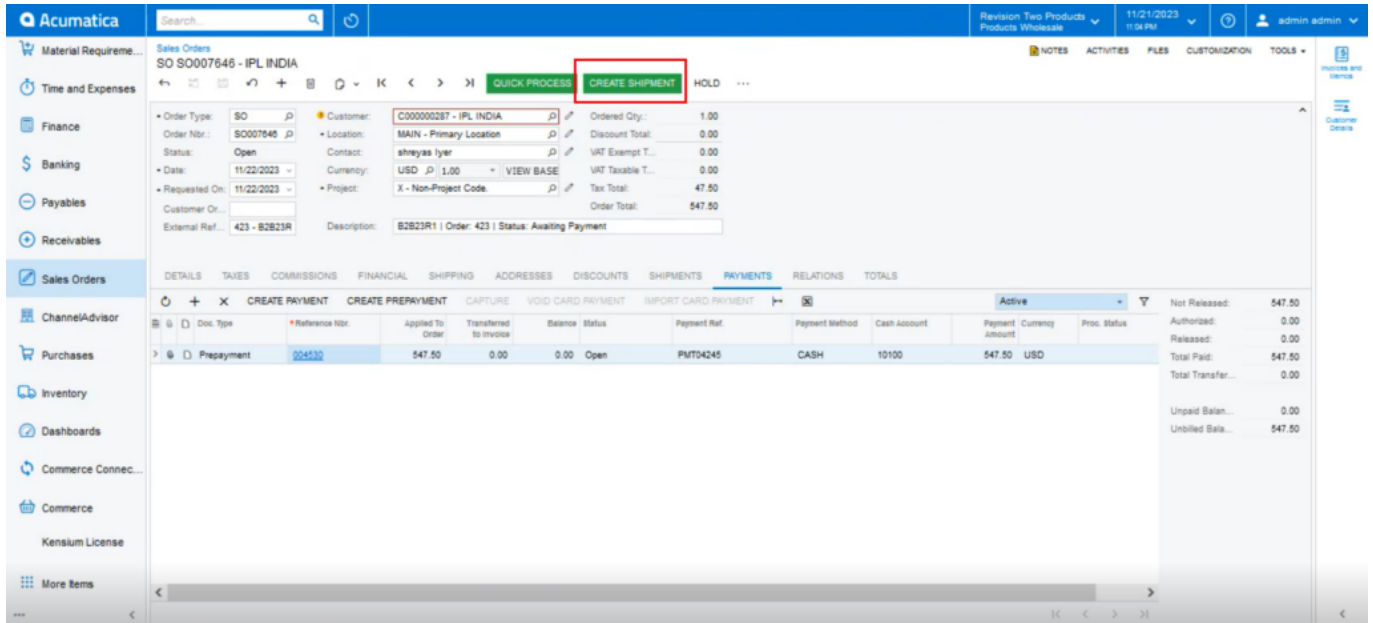 Acumatica
Search...
Revision Two Products
Products Wholesale
11/21/2023
11:04 PM
admin admin
Material Requireme...
Time and Expenses
Finance
Banking
Payables
Receivables
Sales Orders
ChannelAdvisor
Purchases
Inventory
Dashboards
Commerce Connec...
Commerce
Kensium License
More Items
Sales Orders
SO SO007646 - IPL INDIA
NOTES ACTIVITIES FILES CUSTOMIZATION TOOLS
QUICK PROCESS CREATE SHIPMENT HOLD ...
Order Type: SO Customer: C000000287 - IPL INDIA Ordered Qty.: 1.00
Order Nbr.: SO007646 Location: MAIN - Primary Location Discount Total: 0.00
Status: Open Contact: shreyas Iyer VAT Exempt T... 0.00
Date: 11/22/2023 Currency: USD 1.00 VIEW BASE VAT Taxable T... 0.00
Requested On: 11/22/2023 Project: X - Non-Project Code. Tax Total: 47.50
Customer Or... Order Total: 547.50
External Ref... 423 - B2B23R Description: B2B23R1 | Order: 423 | Status: Awaiting Payment
DETAILS TAXES COMMISSIONS FINANCIAL SHIPPING ADDRESSES DISCOUNTS SHIPMENTS PAYMENTS RELATIONS TOTALS
CREATE PAYMENT CREATE PREPAYMENT CAPTURE VOID CARD PAYMENT IMPORT CARD PAYMENT Active
Doc. Type *Reference Nbr. Applied To Order Transferred to Invoice Balance Status Payment Ref. Payment Method Cash Account Payment Amount Currency Proc. Status
Prepayment 004530 547.50 0.00 0.00 Open PMT04245 CASH 10100 547.50 USD
Not Released: 547.50
Authorized: 0.00
Released: 0.00
Total Paid: 547.50
Total Transfer... 0.00
Unpaid Balan... 0.00
Unbilled Bala... 547.50
Invoices and
Customer
Details